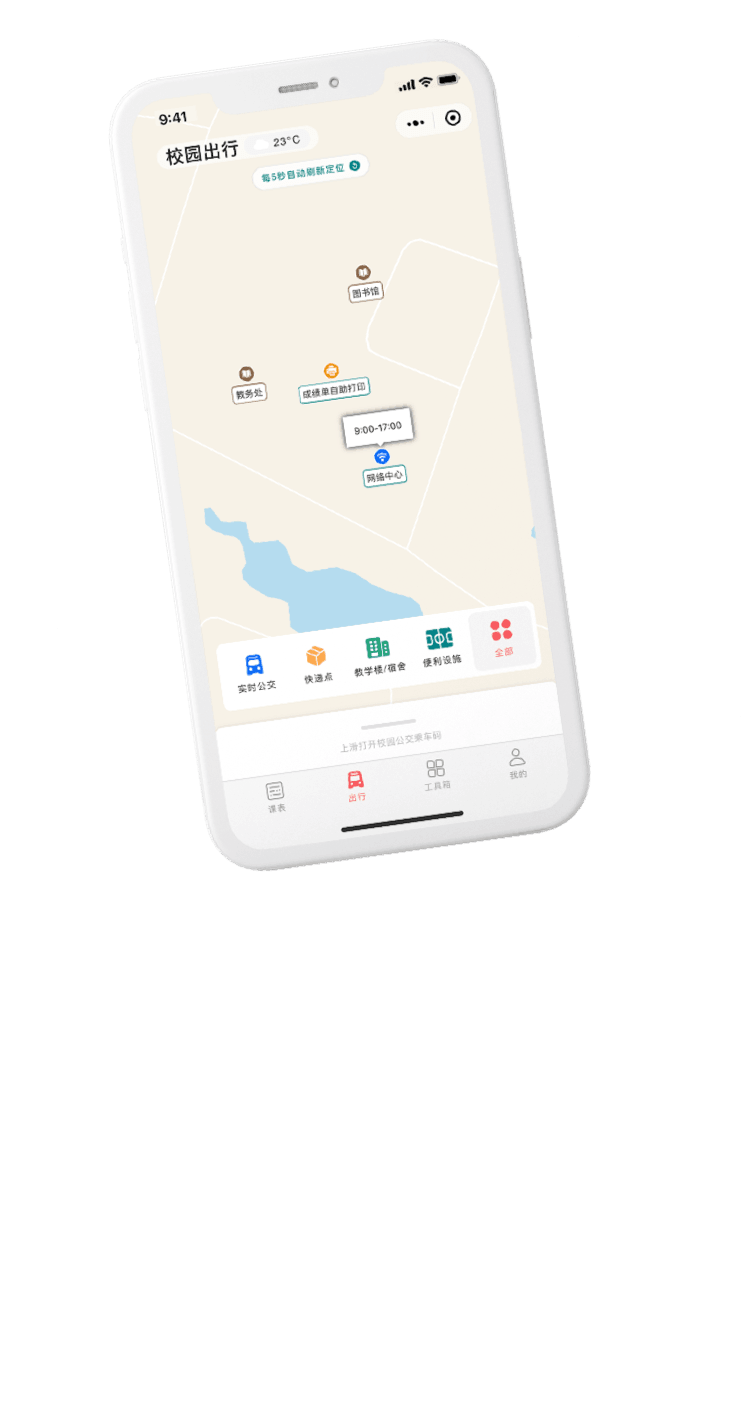 9:41
校园出行 23°C
每5秒自动刷新定位
图书馆
教务处
成绩单自助打印
9:00-17:00
网络中心
实时公交
快递点
教学楼/宿舍
便利设施
全部
上滑打开校园公交乘车码
课表
出行
工具箱
我的